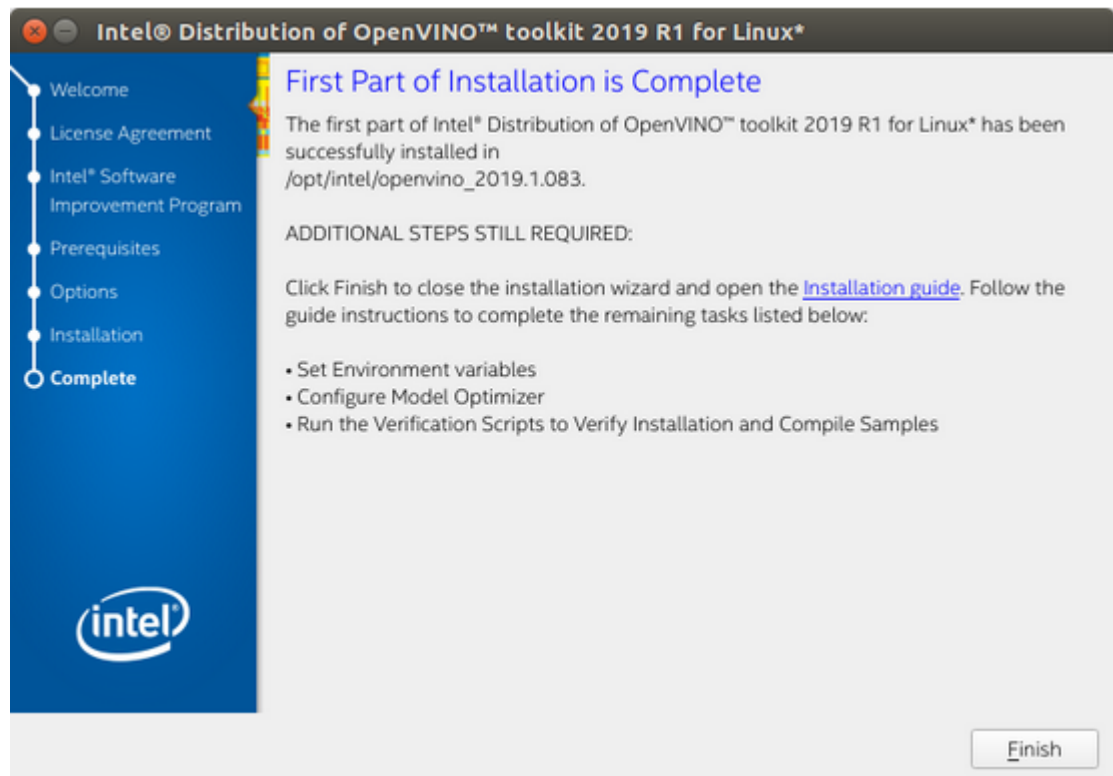 Intel® Distribution of OpenVINO™ toolkit 2019 R1 for Linux*
Welcome
License Agreement
Intel® Software
Improvement Program
Prerequisites
Options
Installation
Complete
intel®
First Part of Installation is Complete
The first part of Intel® Distribution of OpenVINO™ toolkit 2019 R1 for Linux* has been
successfully installed in
/opt/intel/openvino_2019.1.083.
ADDITIONAL STEPS STILL REQUIRED:
Click Finish to close the installation wizard and open the Installation guide. Follow the
guide instructions to complete the remaining tasks listed below:
• Set Environment variables
• Configure Model Optimizer
• Run the Verification Scripts to Verify Installation and Compile Samples
Finish